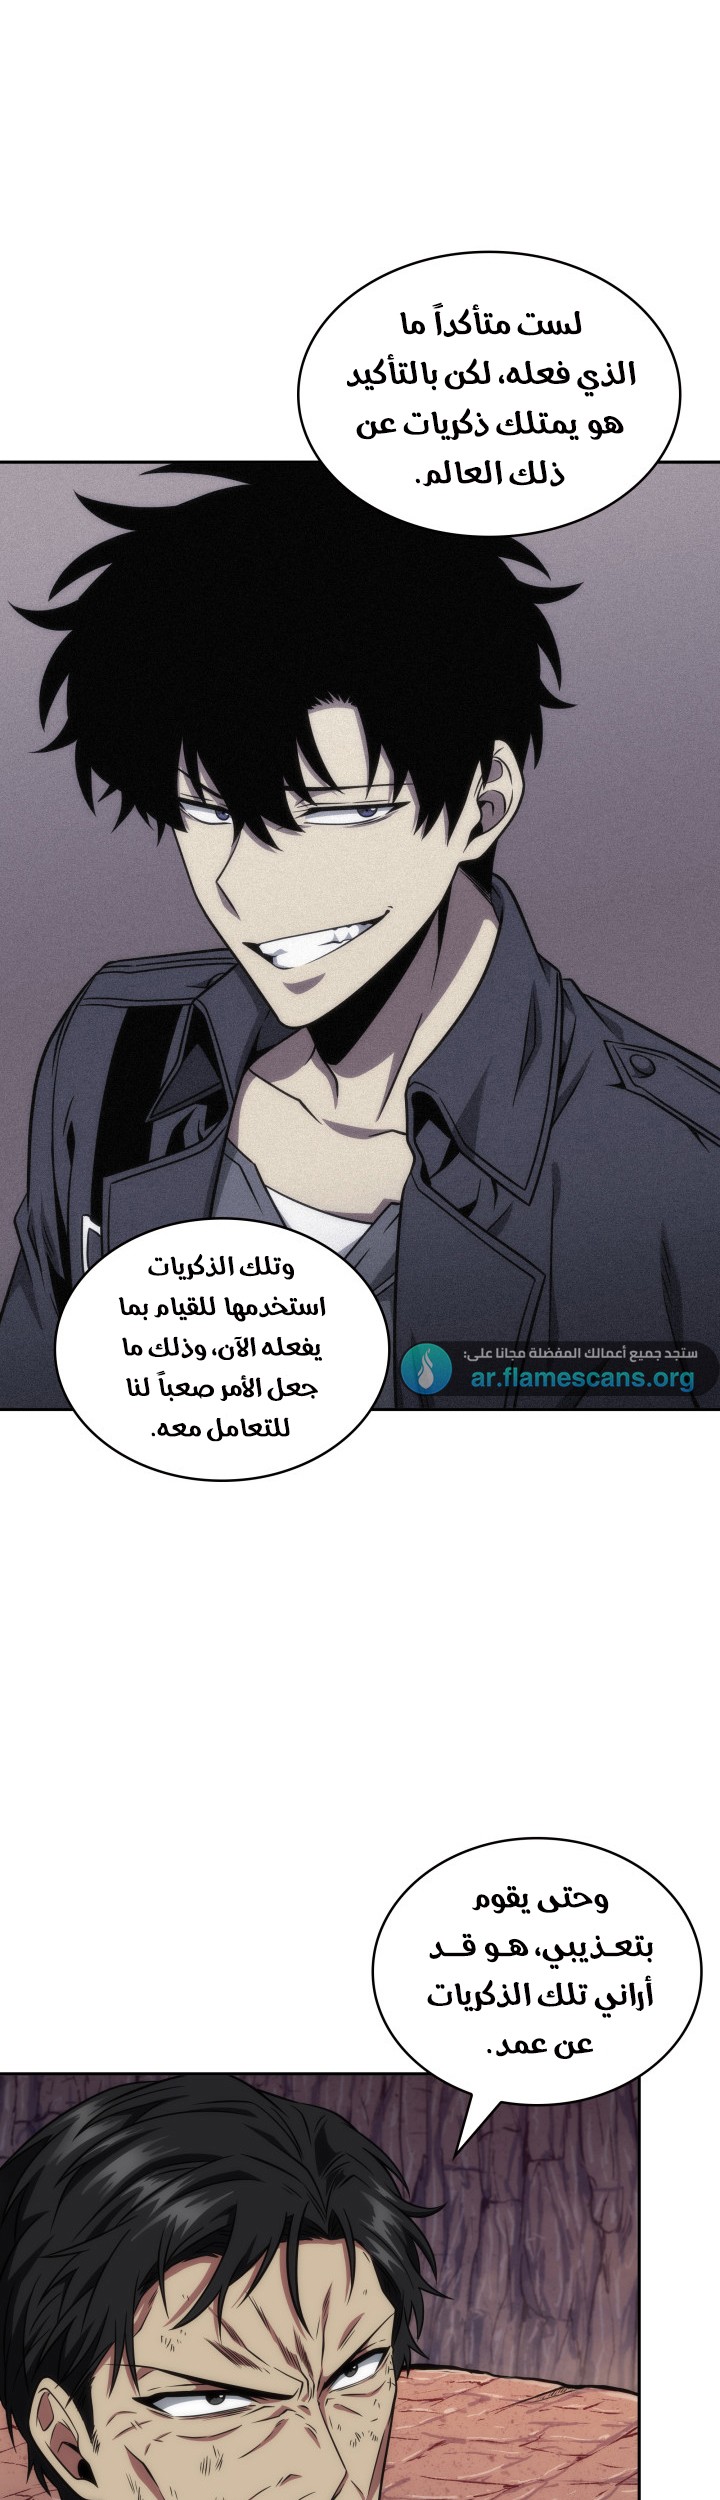 لست متأكداً ما
الذي فعله، لكن بالتأكيد
هو يمتلك ذكريات عن
ذلك العالم.
وتلك الذكريات
استخدمها للقيام بما
يفعله الآن، وذلك ما
جعل الأمر صعباً لنا
للتعامل معه.
ستجد جميع أعمالك المفضلة مجانا على:
ar.flamescans.org
وحتى يقوم
بتعـذيبي، هـو قــد
أراني تلك الذكريات
عن عمد.